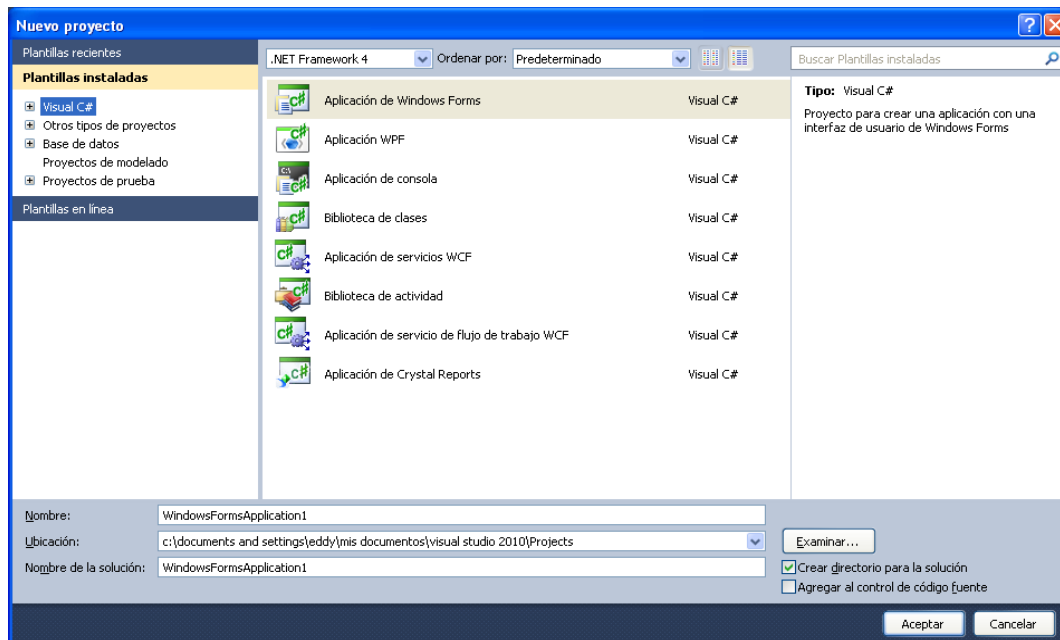 Nuevo proyecto
Plantillas recientes
Plantillas instaladas
Visual C#
Otros tipos de proyectos
Base de datos
Proyectos de modelado
Proyectos de prueba
Plantillas en línea
.NET Framework 4 Ordenar por: Predeterminado
Aplicación de Windows Forms Visual C#
Aplicación WPF Visual C#
Aplicación de consola Visual C#
Biblioteca de clases Visual C#
Aplicación de servicios WCF Visual C#
Biblioteca de actividad Visual C#
Aplicación de servicio de flujo de trabajo WCF Visual C#
Aplicación de Crystal Reports Visual C#
Buscar Plantillas instaladas
Tipo: Visual C#
Proyecto para crear una aplicación con una
interfaz de usuario de Windows Forms
Nombre: WindowsFormsApplication1
Ubicación: c:\documents and settings\eddy\mis documentos\visual studio 2010\Projects
Examinar...
Nombre de la solución: WindowsFormsApplication1
Crear directorio para la solución
Agregar al control de código fuente
Aceptar Cancelar